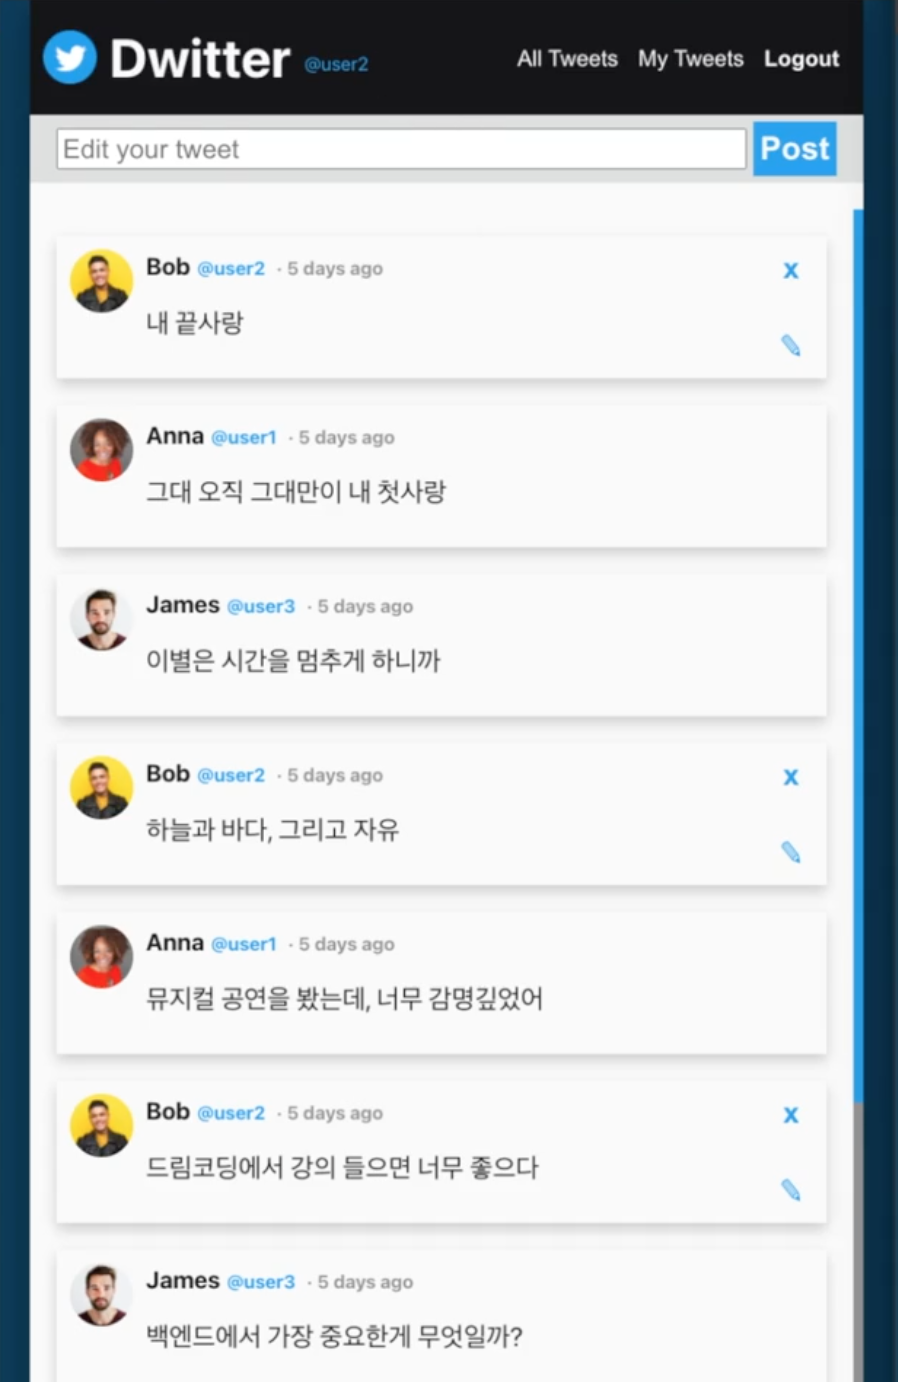 Dwitter @user2 All Tweets My Tweets Logout
Edit your tweet Post
Bob @user2 · 5 days ago x
내 끝사랑
Anna @user1 · 5 days ago
그대 오직 그대만이 내 첫사랑
James @user3 · 5 days ago
이별은 시간을 멈추게 하니까
Bob @user2 · 5 days ago x
하늘과 바다, 그리고 자유
Anna @user1 · 5 days ago
뮤지컬 공연을 봤는데, 너무 감명깊었어
Bob @user2 · 5 days ago x
드림코딩에서 강의 들으면 너무 좋으다
James @user3 · 5 days ago
백엔드에서 가장 중요한게 무엇일까?